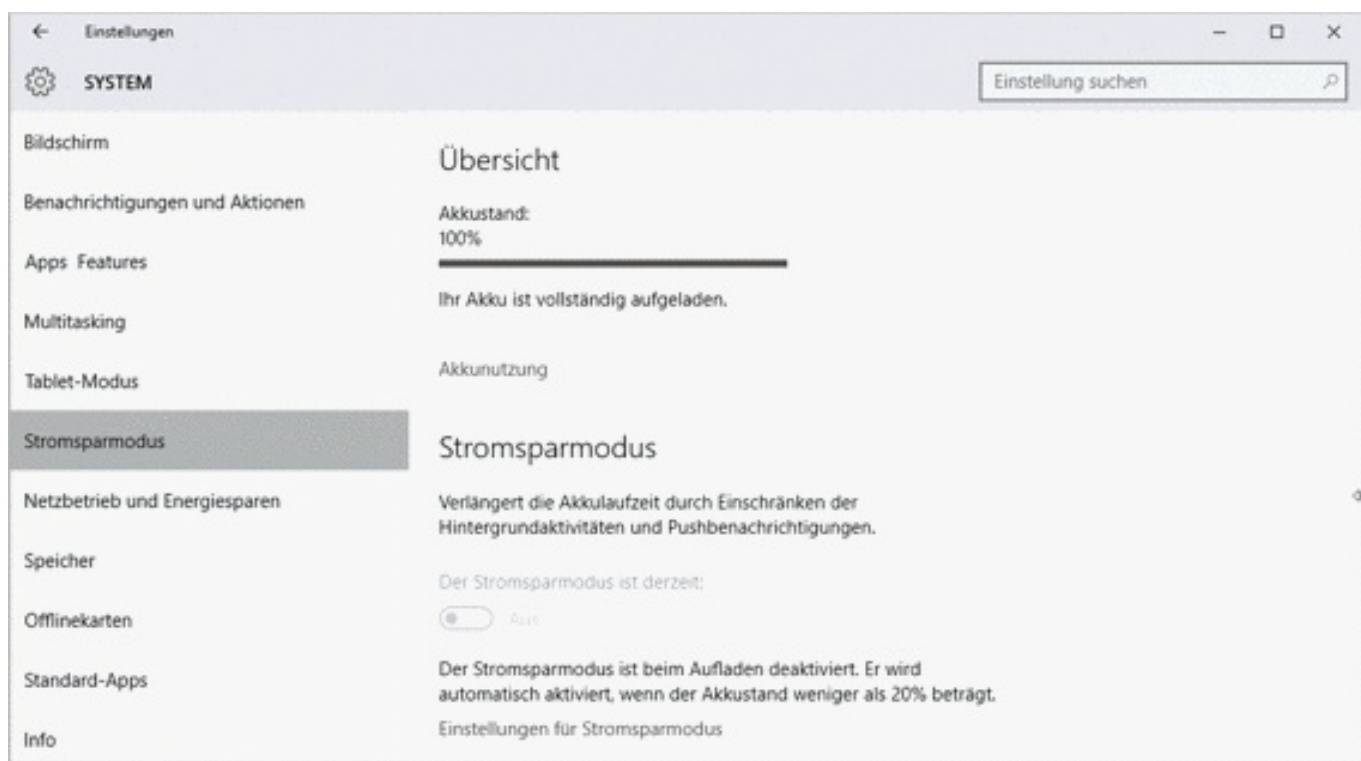 Einstellungen
SYSTEM
Einstellung suchen
Bildschirm
Benachrichtigungen und Aktionen
Apps Features
Multitasking
Tablet-Modus
Stromsparmodus
Netzbetrieb und Energiesparen
Speicher
Offlinekarten
Standard-Apps
Info
Übersicht
Akkustand:
100%
Ihr Akku ist vollständig aufgeladen.
Akkunutzung
Stromsparmodus
Verlängert die Akkulaufzeit durch Einschränken der
Hintergrundaktivitäten und Pushbenachrichtigungen.
Der Stromsparmodus ist derzeit:
Aus
Der Stromsparmodus ist beim Aufladen deaktiviert. Er wird
automatisch aktiviert, wenn der Akkustand weniger als 20% beträgt.
Einstellungen für Stromsparmodus